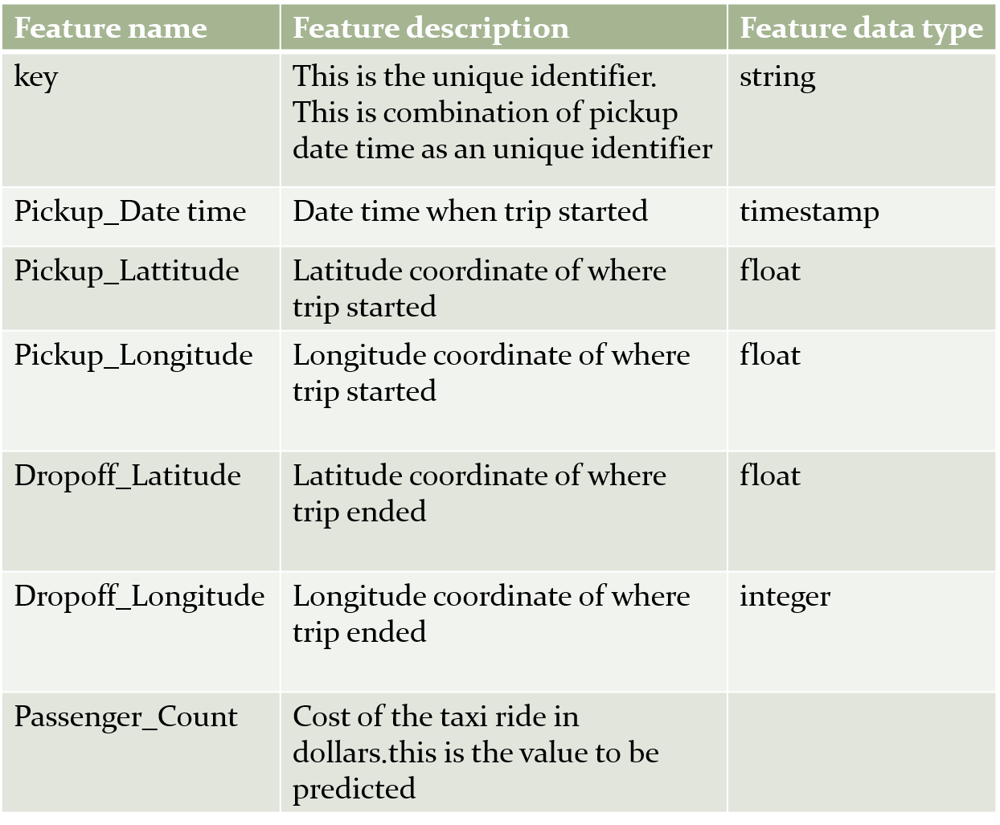 Feature name Feature description Feature data type
key This is the unique identifier. string
This is combination of pickup
date time as an unique identifier
Pickup_Date time Date time when trip started timestamp
Pickup_Lattitude Latitude coordinate of where float
trip started
Pickup_Longitude Longitude coordinate of where float
trip started
Dropoff_Latitude Latitude coordinate of where float
trip ended
Dropoff_Longitude Longitude coordinate of where integer
trip ended
Passenger_Count Cost of the taxi ride in
dollars.this is the value to be
predicted